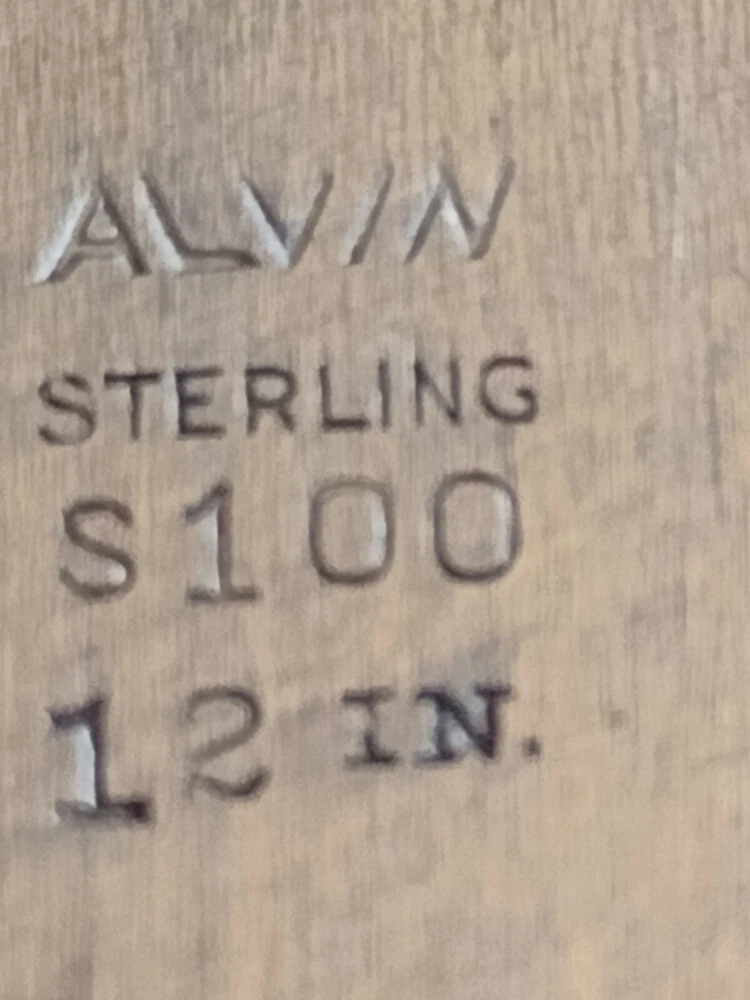 ALVIN
STERLING
S100
12 IN.